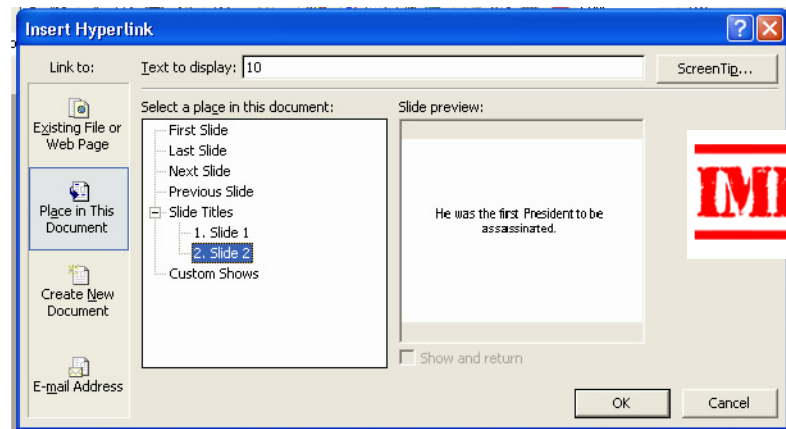 Insert Hyperlink
Link to:
Text to display: 10
ScreenTip...
Existing File or
Web Page
Place in This
Document
Create New
Document
E-mail Address
Select a place in this document:
First Slide
Last Slide
Next Slide
Previous Slide
Slide Titles
1. Slide 1
2. Slide 2
Custom Shows
Slide preview:
He was the first President to be
assassinated.
Show and return
OK
Cancel